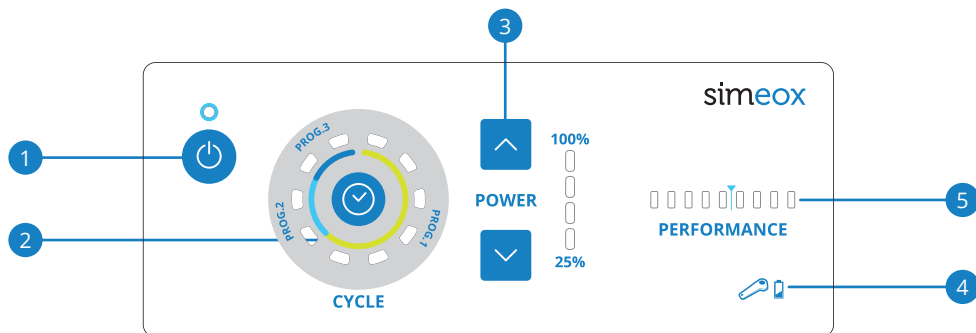 3
simeox
PROG.3
100%
1
POWER
5
PROG.2
PROG.1
PERFORMANCE
2
25%
4
CYCLE